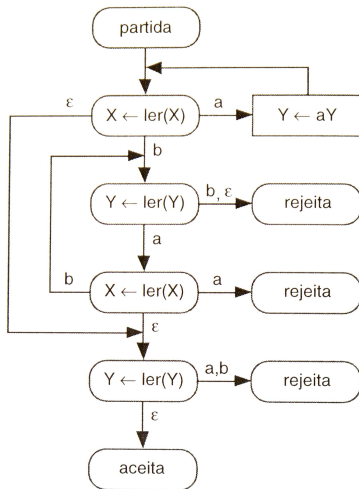 partida
ε
X ← ler(X)
a
Y ← aY
b
Y ← ler(Y)
b, ε
rejeita
a
b
X ← ler(X)
a
rejeita
ε
Y ← ler(Y)
a,b
rejeita
ε
aceita